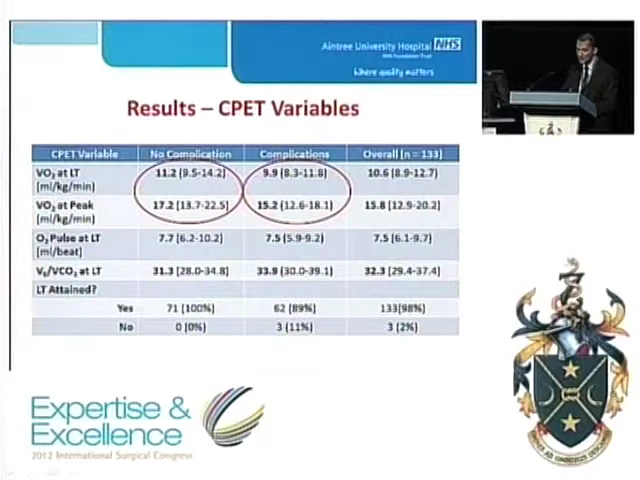 Aintree University Hospital NHS
NHS Foundation Trust
Where quality matters
Results – CPET Variables
CPET Variable No Complication Complications Overall (n = 133)
VO2 at LT [ml/kg/min) 11.2 (9.5-14.2) 9.9 (8.3-11.8) 10.6 (8.9-12.7)
VO2 at Peak [ml/kg/min) 17.2 (13.7-22.5) 15.2 (12.6-18.1) 15.8 (12.9-20.2)
O2 Pulse at LT [ml/beat) 7.7 (6.2-10.2) 7.5 (5.9-9.2) 7.5 (6.1-9.7)
VE/VCO2 at LT 31.3 (28.0-34.8) 33.9 (30.0-39.1) 32.3 (29.4-37.4)
LT Attained?
Yes 71 (100%) 62 (89%) 133(98%)
No 0 (0%) 3 (11%) 3 (2%)
Expertise &
Excellence
2012 International Surgical Congress